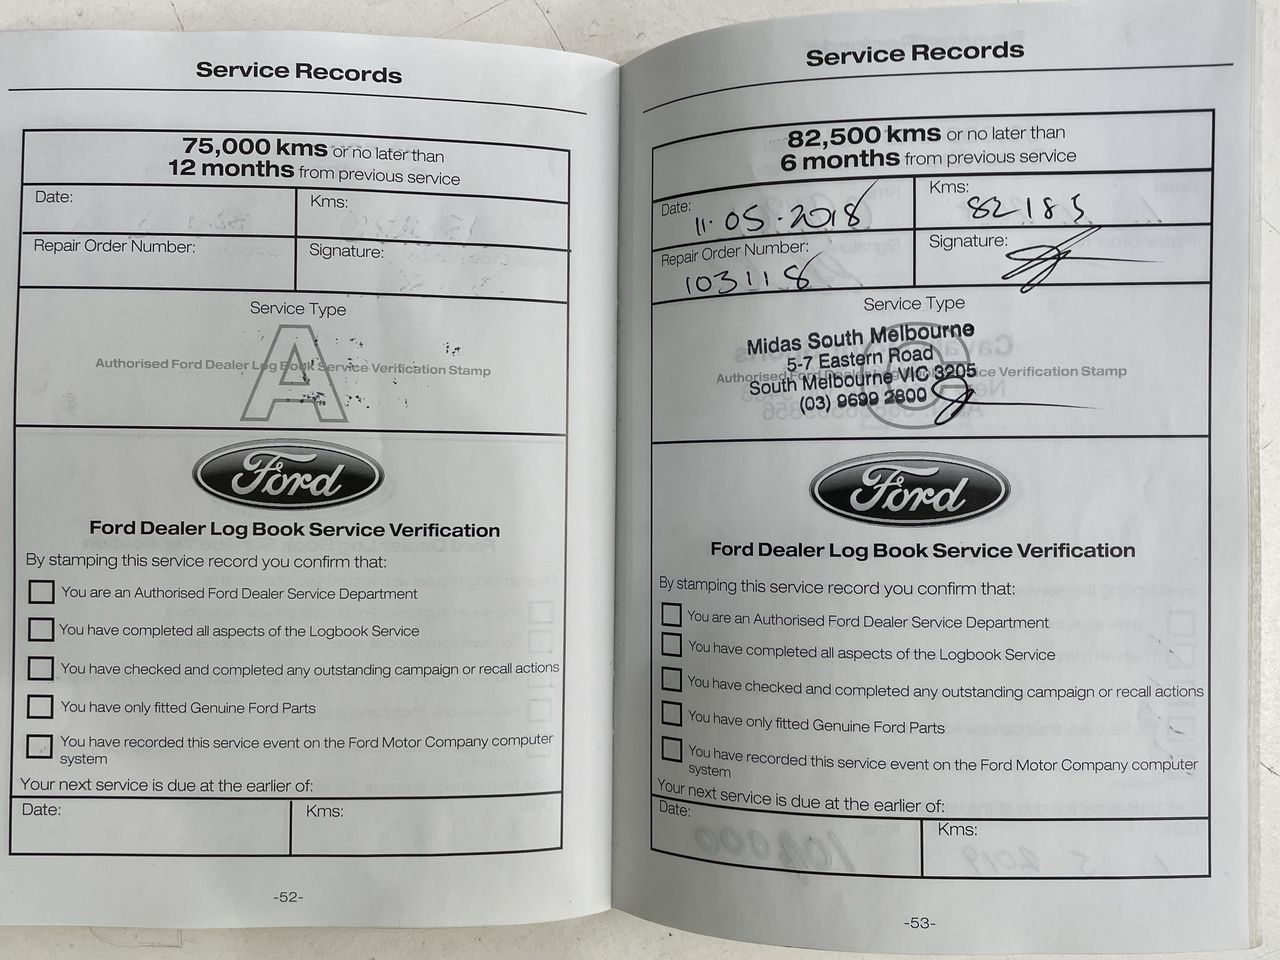 Service Records
75,000 kms or no later than
12 months from previous service
Date:
Kms:
Repair Order Number:
Signature:
Service Type
A
Authorised Ford Dealer Log Book Service Verification Stamp
Ford
Ford Dealer Log Book Service Verification
By stamping this service record you confirm that:
You are an Authorised Ford Dealer Service Department
You have completed all aspects of the Logbook Service
You have checked and completed any outstanding campaign or recall actions
You have only fitted Genuine Ford Parts
You have recorded this service event on the Ford Motor Company computer
system
Your next service is due at the earlier of:
Date:
Kms:
-52-
Service Records
82,500 kms or no later than
6 months from previous service
Date: 11.05.2018
Kms: 82185
Repair Order Number:
103118
Signature:
Service Type
C
Midas South Melbourne
5-7 Eastern Road
Authorised Ford Dealer Service Verification Stamp
South Melbourne VIC 3205
(03) 9699 2800
Ford
Ford Dealer Log Book Service Verification
By stamping this service record you confirm that:
You are an Authorised Ford Dealer Service Department
You have completed all aspects of the Logbook Service
You have checked and completed any outstanding campaign or recall actions
You have only fitted Genuine Ford Parts
You have recorded this service event on the Ford Motor Company computer
system
Your next service is due at the earlier of:
Date:
Kms:
-53-